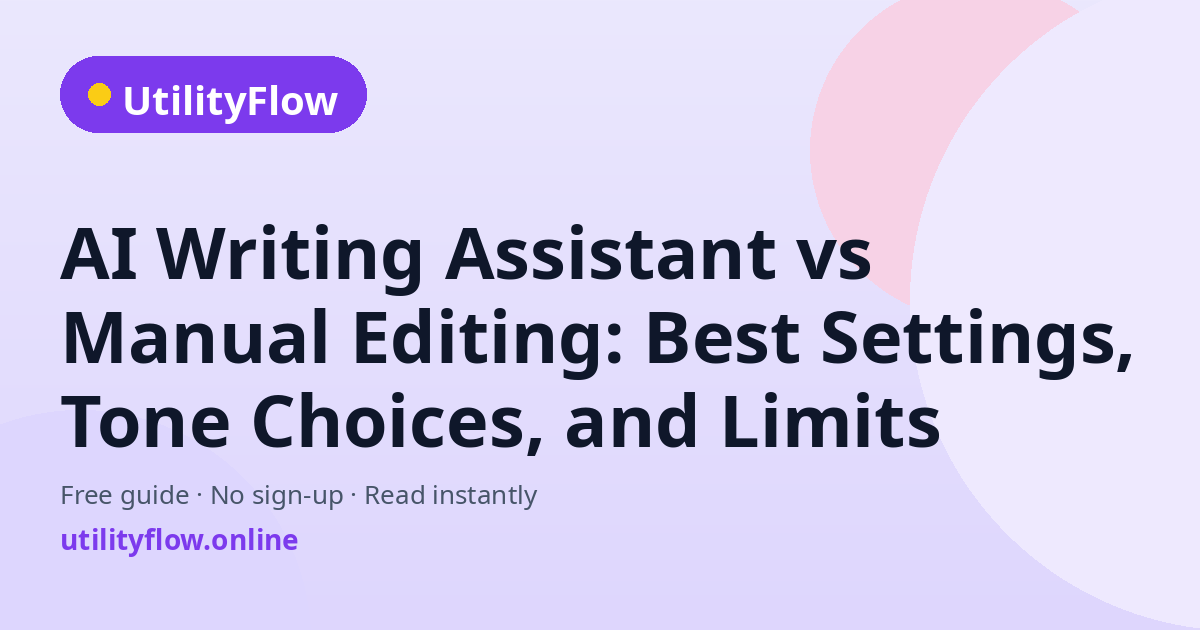 UtilityFlow
AI Writing Assistant vs
Manual Editing: Best Settings,
Tone Choices, and Limits
Free guide · No sign-up · Read instantly
utilityflow.online